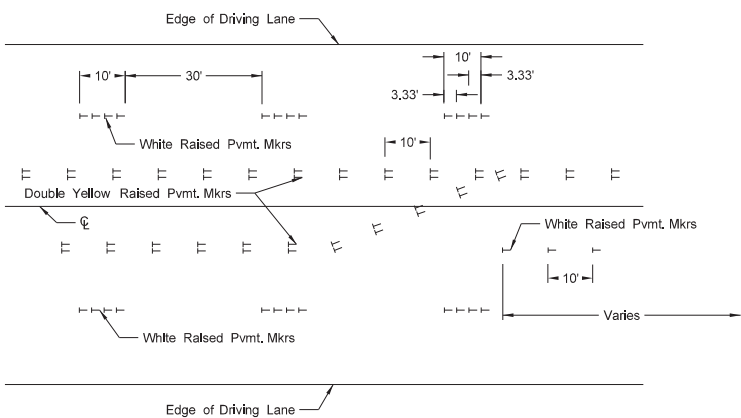 Edge of Driving Lane
10'
30'
10'
3.33'
3.33'
White Raised Pvmt. Mkrs
10'
Double Yellow Raised Pvmt. Mkrs
℄
White Raised Pvmt. Mkrs
10'
Varies
White Raised Pvmt. Mkrs
Edge of Driving Lane